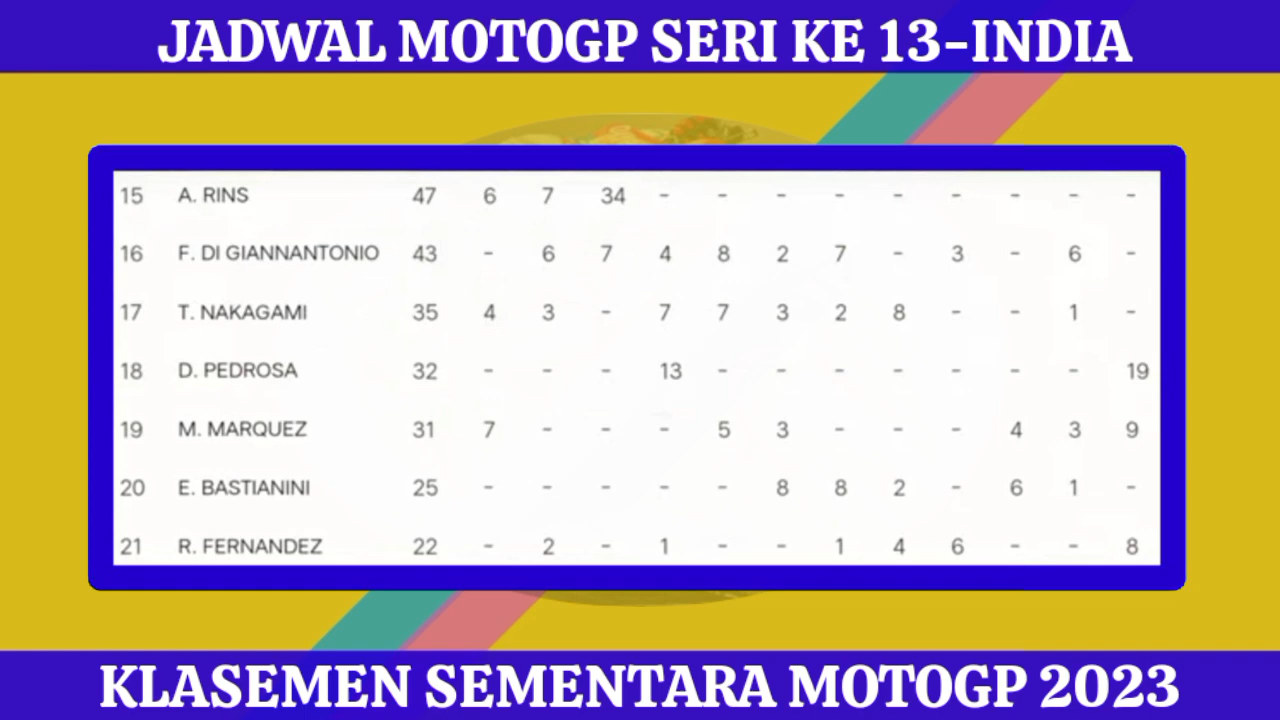 JADWAL MOTOGP SERI KE 13-INDIA
15 A. RINS 47 6 7 34 - - - - - - - - -
16 F. DI GIANNANTONIO 43 - 6 7 4 8 2 7 - 3 - 6 -
17 T. NAKAGAMI 35 4 3 - 7 7 3 2 8 - - 1 -
18 D. PEDROSA 32 - - - 13 - - - - - - - 19
19 M. MARQUEZ 31 7 - - - 5 3 - - - 4 3 9
20 E. BASTIANINI 25 - - - - - 8 8 2 - 6 1 -
21 R. FERNANDEZ 22 - 2 - 1 - - 1 4 6 - - 8
KLASEMEN SEMENTARA MOTOGP 2023